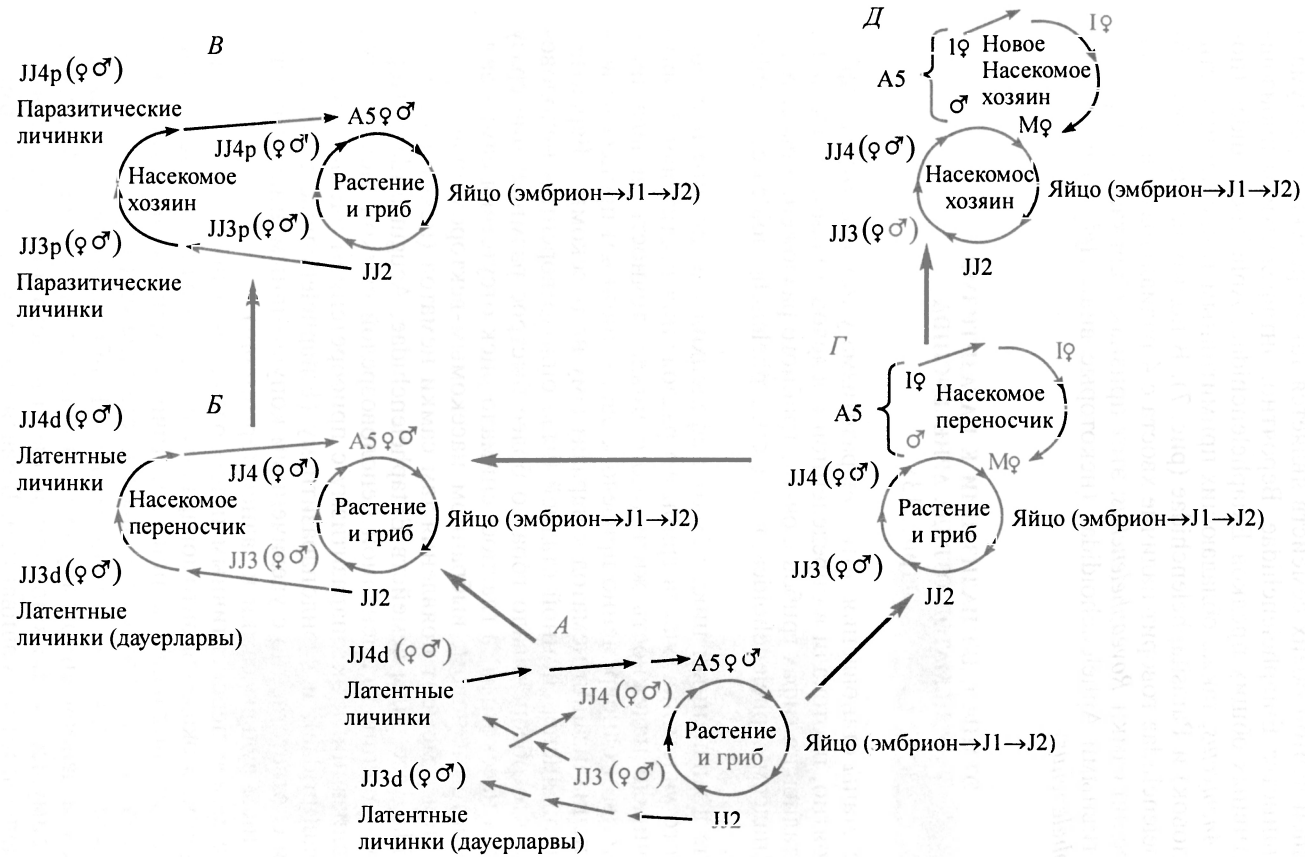 В
JJ4p (♀ ♂)
Паразитические
личинки
A5♀ ♂
JJ4p (♀ ♂)
Насекомое
хозяин
Растение
и гриб
Яйцо (эмбрион→J1→J2)
JJ3p(♀ ♂)
JJ3p (♀ ♂)
JJ2
Паразитические
личинки
Д
I♀
1♀
Новое
Насекомое
хозяин
A5
♂
M♀
JJ4 (♀ ♂)
Насекомос
хозяин
Яйцо (эмбрион→J1→J2)
JJ3 (♀ ♂)
JJ2
Б
JJ4d (♀ ♂)
Латентные
личинки
A5♀ ♂
JJ4 (♀ ♂)
Насекомое
переносчик
Растение
и гриб
Яйцо (эмбрион→J1→J2)
JJ3 (♀ ♂)
JJ3d (♀ ♂)
JJ2
Латентные
личинки (дауерларвы)
Г
I♀
I♀
Насекомое
переносчик
A5
♂
M♀
JJ4 (♀ ♂)
Растение
и гриб
Яйцо (эмбрион→J1→J2)
JJ3 (♀ ♂)
JJ2
А
JJ4d (♀ ♂)
Латентные
личинки
A5♀ ♂
JJ4 (♀ ♂)
Растение
и гриб
Яйцо (эмбрион→J1→J2)
JJ3 (♀ ♂)
JJ3d (♀ ♂)
JJ2
Латентные
личинки (дауерларвы)